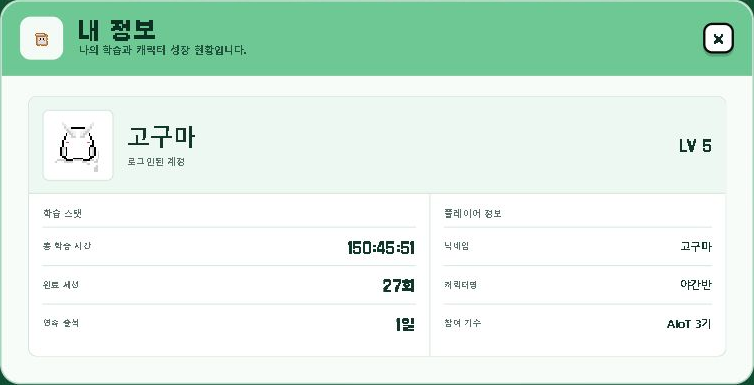 내 정보
나의 학습과 캐릭터 성장 현황입니다.
고구마
로그인된 계정
LV 5
학습 스탯
총 학습 시간 150:45:51
완료 세션 27회
연속 출석 1일
플레이어 정보
닉네임 고구마
캐릭터명 야간반
참여 기수 AIoT 3기